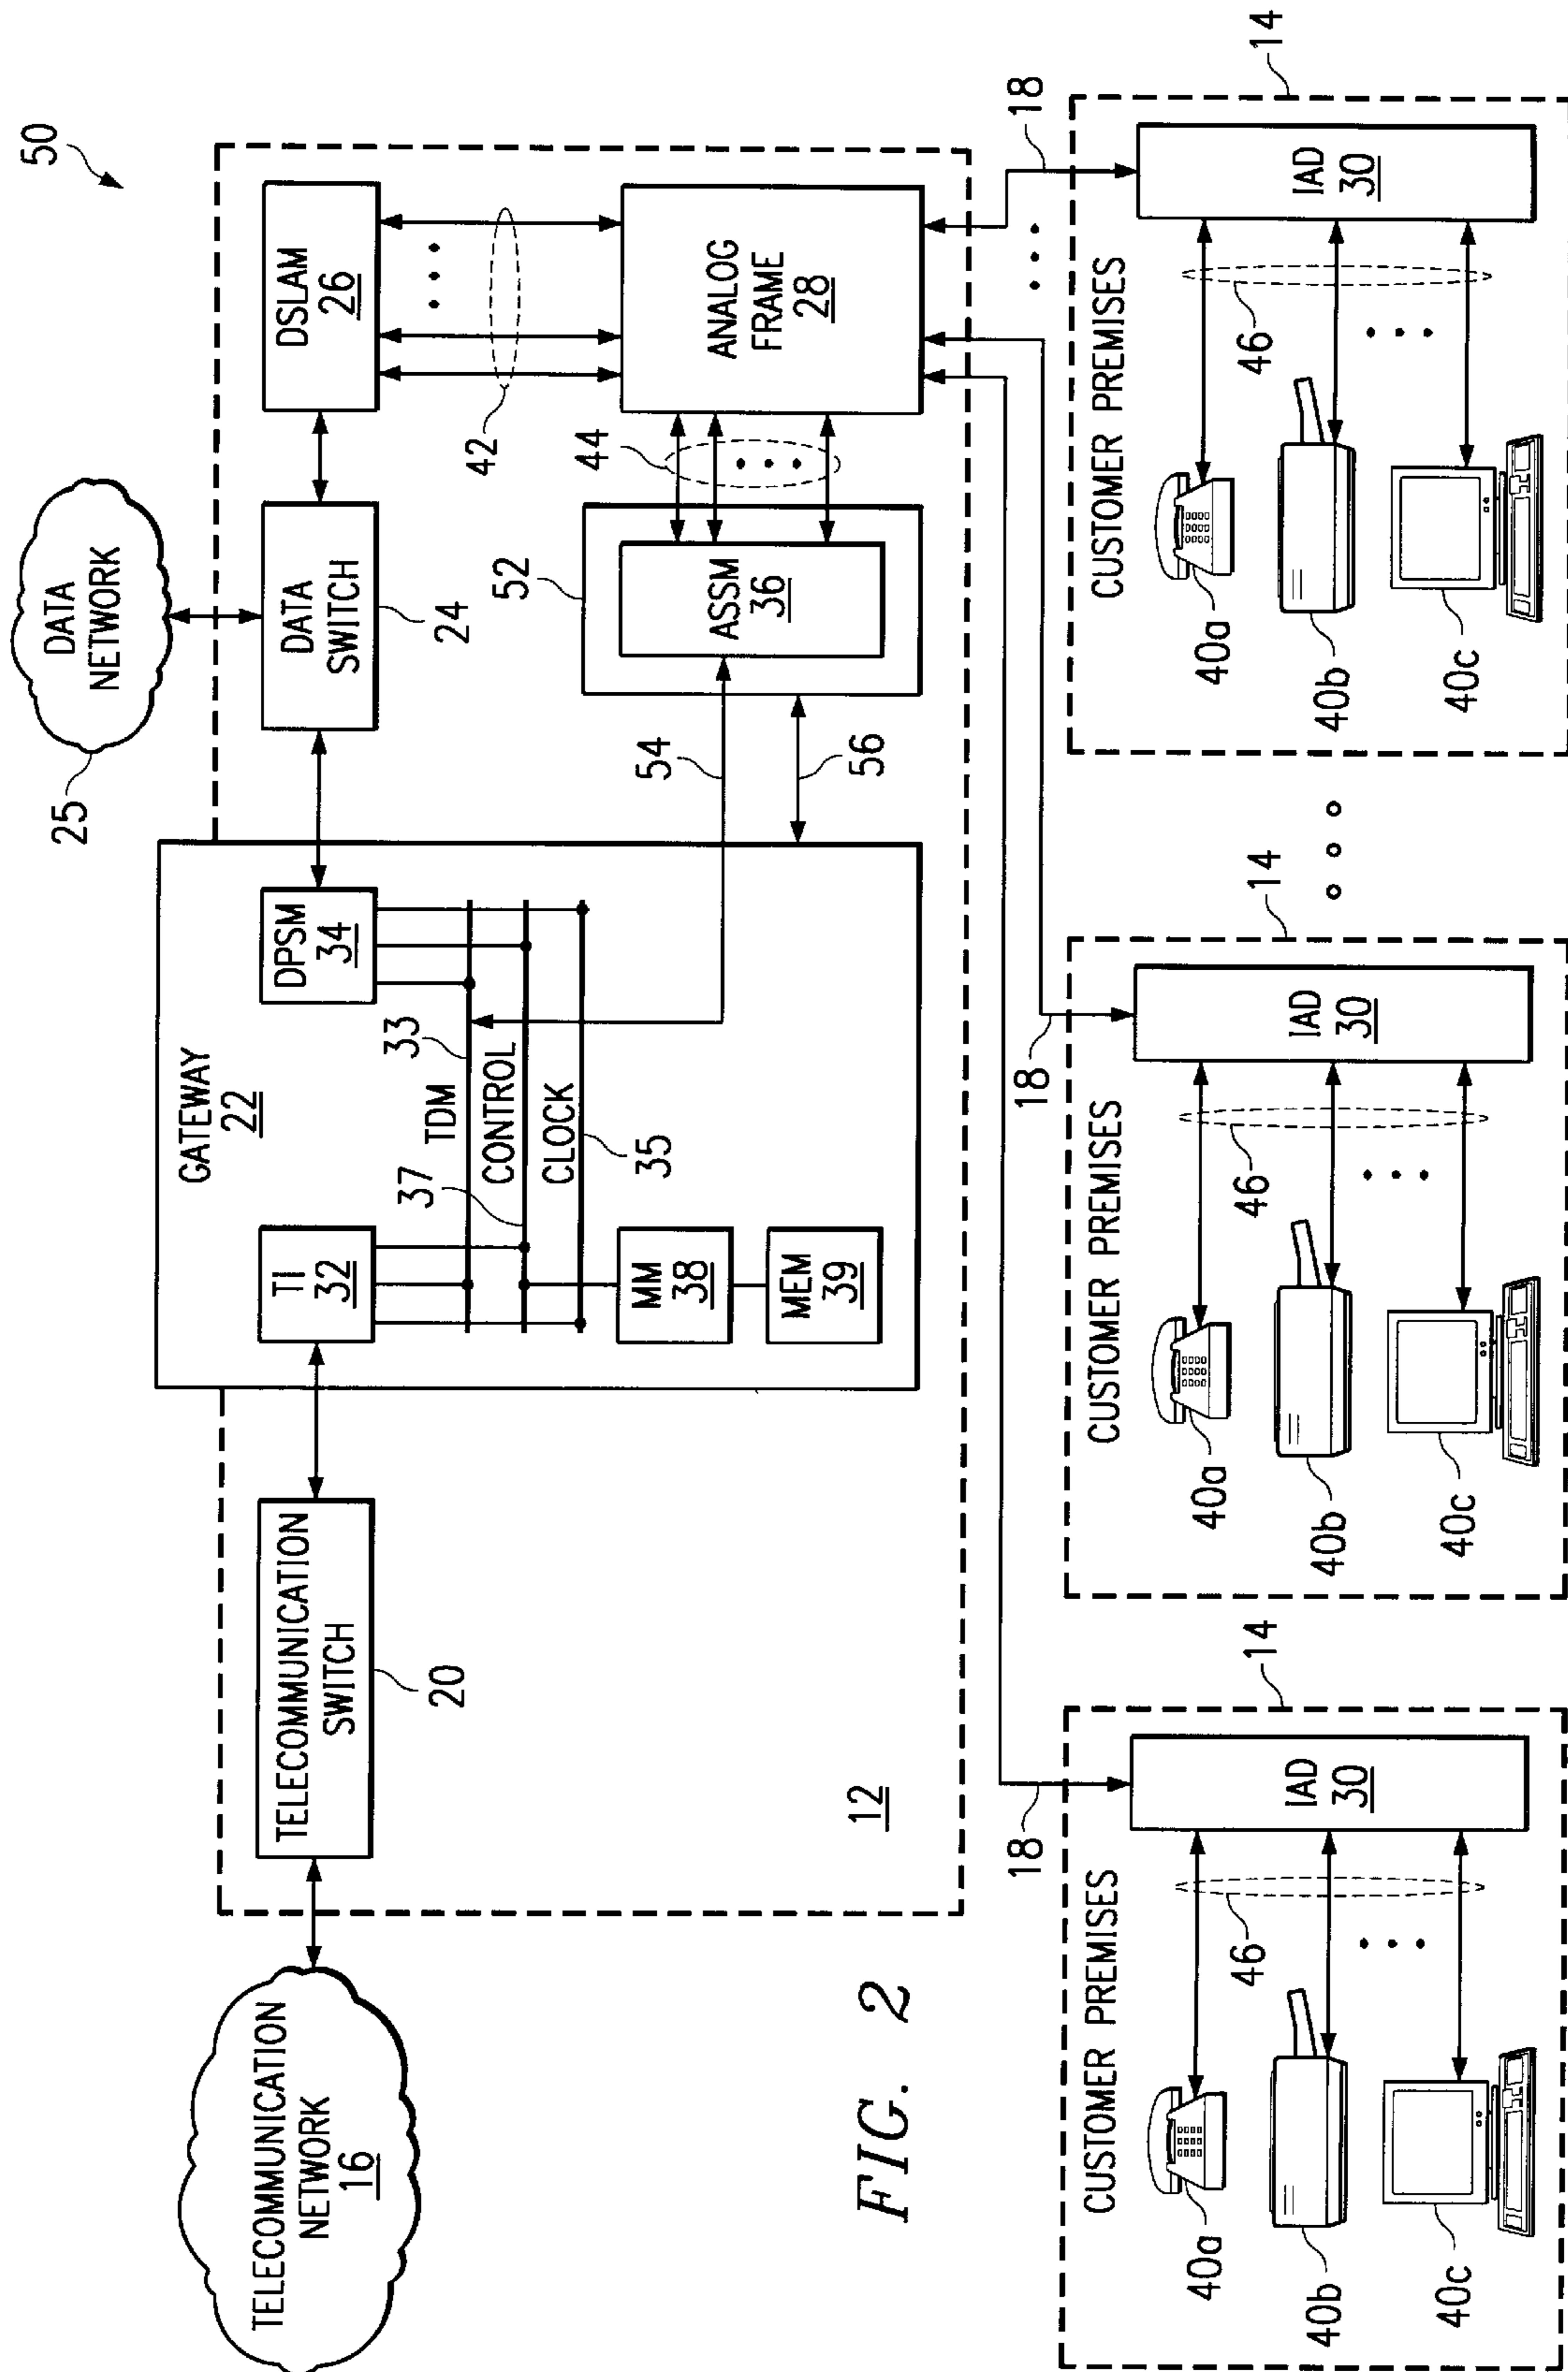 50
DATA
NETWORK
25
TELECOMMUNICATION
NETWORK
16
TELECOMMUNICATION
SWITCH
20
GATEWAY
22
TI
32
DPSM
34
33
TDM
37
CONTROL
CLOCK
35
MM
38
MEM
39
DATA
SWITCH
24
DSLAM
26
42
ANALOG
FRAME
28
44
52
ASSM
36
54
56
12
FIG. 2
18
14
CUSTOMER PREMISES
IAD
30
46
40a
40b
40c
18
14
CUSTOMER PREMISES
IAD
30
46
40a
40b
40c
18
14
CUSTOMER PREMISES
IAD
30
46
40a
40b
40c